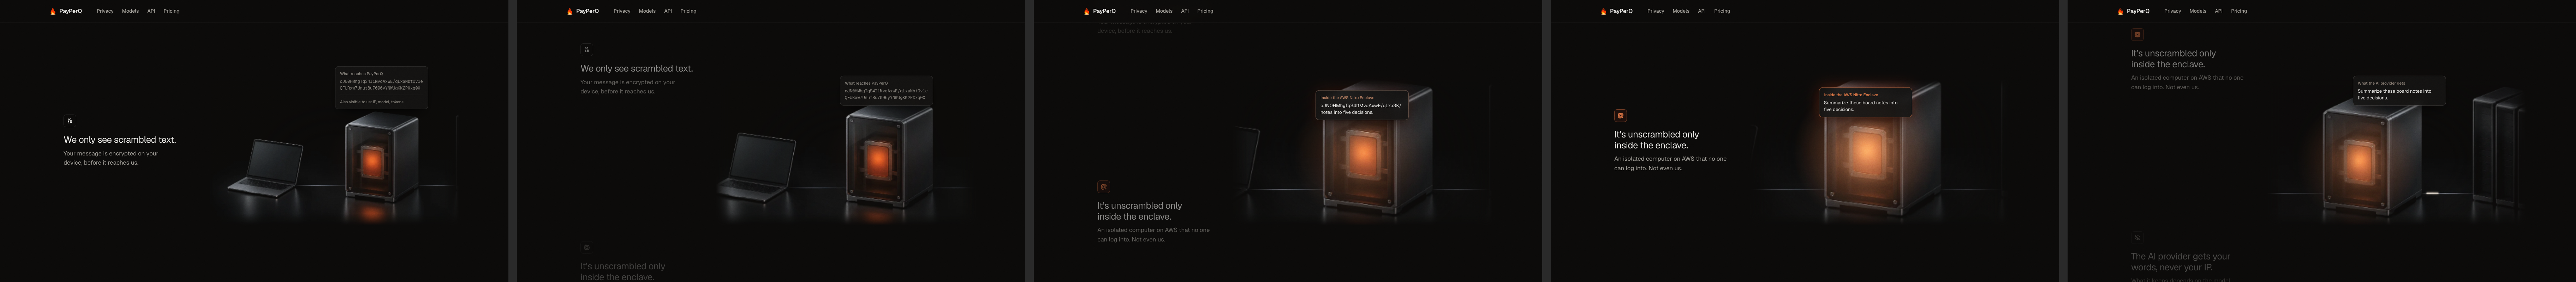 PayPerQ Privacy Models API Pricing
What reaches PayPerQ
Also visible to us: IP, model, tokens
We only see scrambled text.
Your message is encrypted on your
device, before it reaches us.
PayPerQ Privacy Models API Pricing
We only see scrambled text.
Your message is encrypted on your
device, before it reaches us.
What reaches PayPerQ
It's unscrambled only
inside the enclave.
PayPerQ Privacy Models API Pricing
device, before it reaches us.
Inside the AWS Nitro Enclave
notes into five decisions.
It's unscrambled only
inside the enclave.
An isolated computer on AWS that no one
can log into. Not even us.
PayPerQ Privacy Models API Pricing
Inside the AWS Nitro Enclave
Summarize these board notes into
five decisions.
It's unscrambled only
inside the enclave.
An isolated computer on AWS that no one
can log into. Not even us.
PayPerQ Privacy Models API Pricing
It's unscrambled only
inside the enclave.
An isolated computer on AWS that no one
can log into. Not even us.
What the AI provider gets
Summarize these board notes into
five decisions.
The AI provider gets your
words, never your IP.